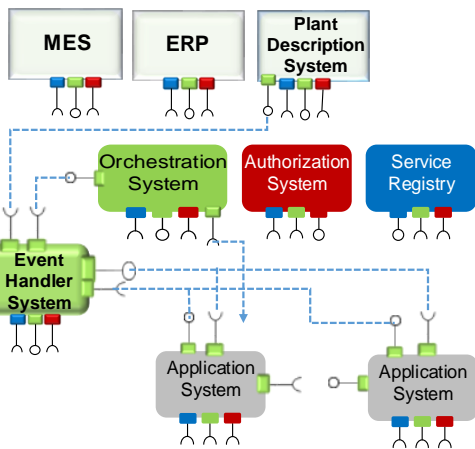 MES
ERP
Plant
Description
System
Orchestration
System
Authorization
System
Service
Registry
Event
Handler
System
Application
System
Application
System